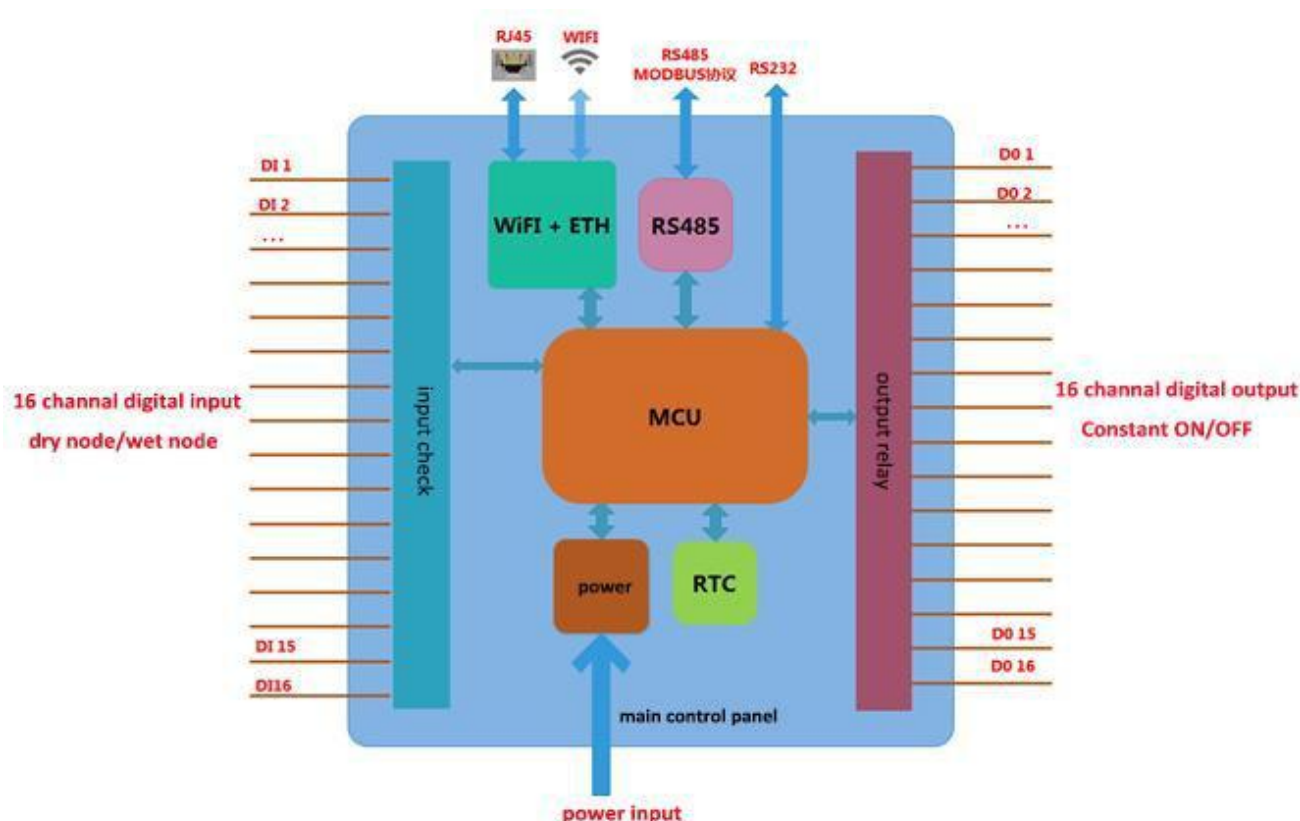 RJ45
WIFI
RS485
MODBUS协议
RS232
DI 1
DI 2
...
WiFI + ETH
RS485
D0 1
D0 2
...
input check
MCU
output relay
16 channal digital input
dry node/wet node
16 channel digital output
Constant ON/OFF
power
RTC
DI 15
DI16
D0 15
D0 16
main control panel
power input